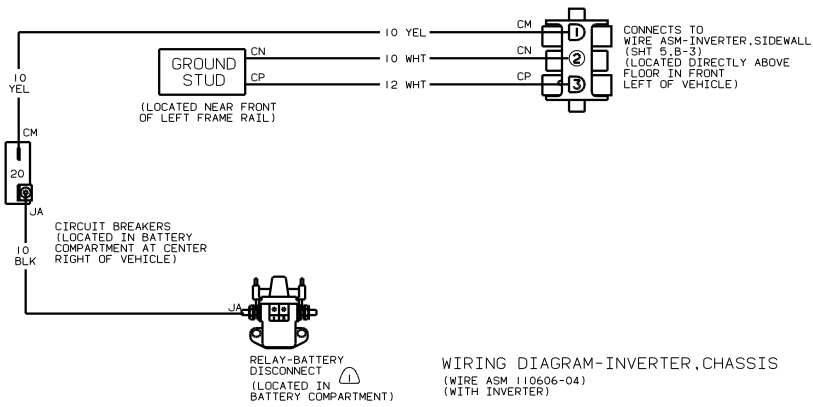 10 YEL
CM
1
CONNECTS TO
WIRE ASM-INVERTER,SIDEWALL
(SHT 5,B-3)
(LOCATED DIRECTLY ABOVE
FLOOR IN FRONT
LEFT OF VEHICLE)
GROUND
STUD
CN
10 WHT
CN
2
CP
12 WHT
CP
3
(LOCATED NEAR FRONT
OF LEFT FRAME RAIL)
10
YEL
CM
20
JA
CIRCUIT BREAKERS
(LOCATED IN BATTERY
COMPARTMENT AT CENTER
RIGHT OF VEHICLE)
10
BLK
JA
RELAY-BATTERY
DISCONNECT
1
(LOCATED IN
BATTERY COMPARTMENT)
WIRING DIAGRAM-INVERTER,CHASSIS
(WIRE ASM 110606-04)
(WITH INVERTER)